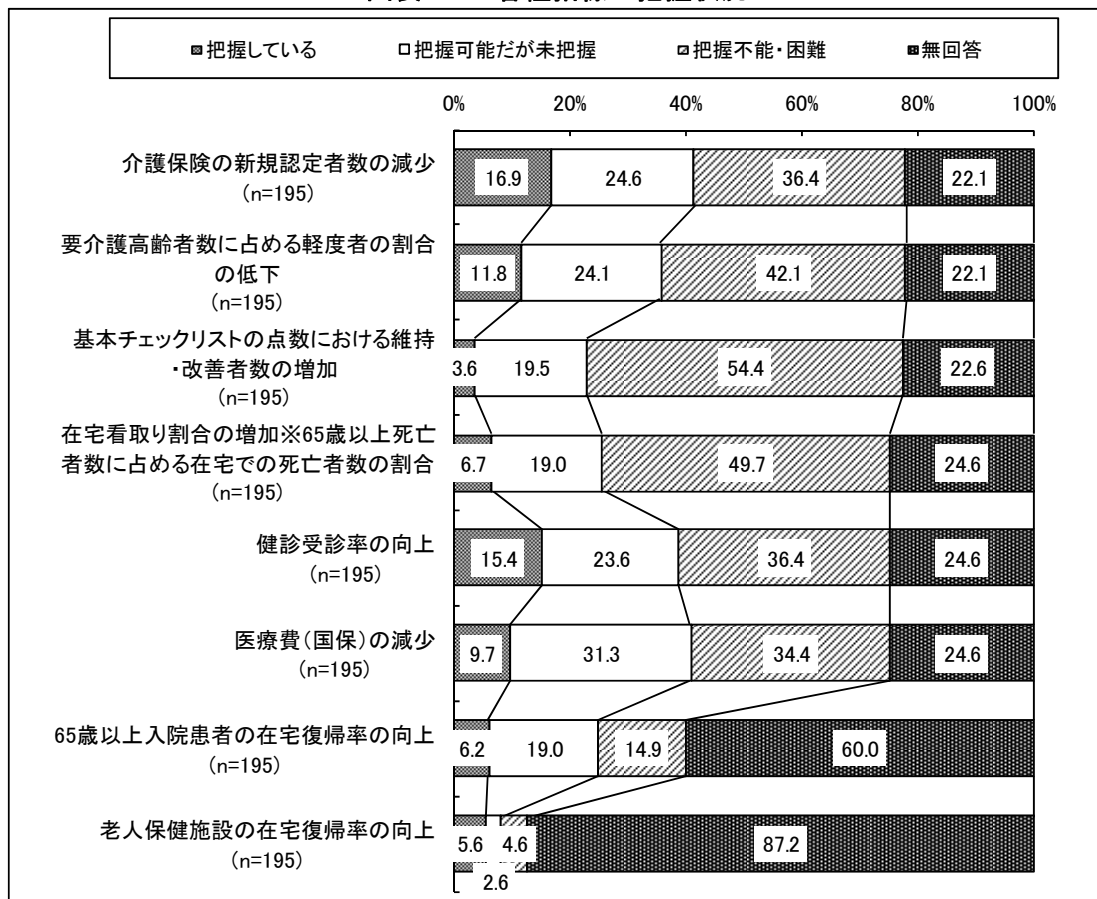 ■把握している □把握可能だが未把握 ▨把握不能・困難 ■無回答
0% 20% 40% 60% 80% 100%
介護保険の新規認定者数の減少
(n=195)
16.9 24.6 36.4 22.1
要介護高齢者数に占める軽度者の割合
の低下
(n=195)
11.8 24.1 42.1 22.1
基本チェックリストの点数における維持
・改善者数の増加
(n=195)
3.6 19.5 54.4 22.6
在宅看取り割合の増加※65歳以上死亡
者数に占める在宅での死亡者数の割合
(n=195)
6.7 19.0 49.7 24.6
健診受診率の向上
(n=195)
15.4 23.6 36.4 24.6
医療費(国保)の減少
(n=195)
9.7 31.3 34.4 24.6
65歳以上入院患者の在宅復帰率の向上
(n=195)
6.2 19.0 14.9 60.0
老人保健施設の在宅復帰率の向上
(n=195)
5.6 4.6 87.2
2.6